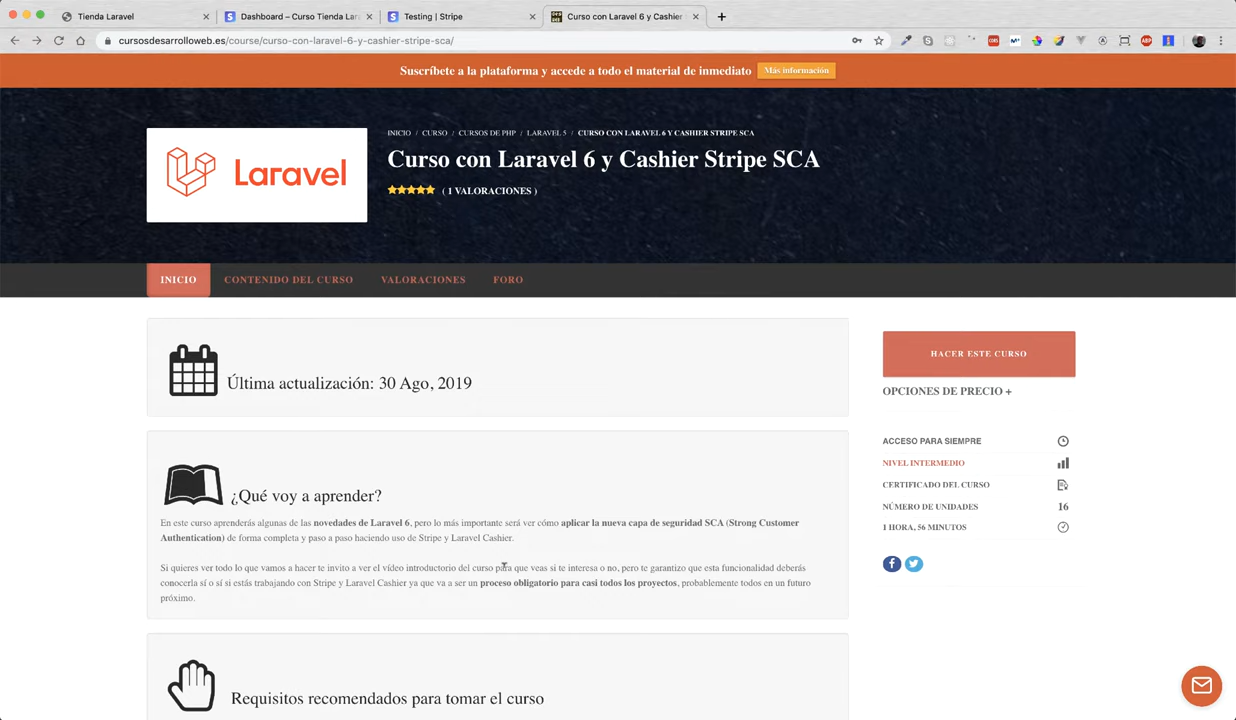 Tienda Laravel
Dashboard – Curso Tienda Lara
Testing | Stripe
Curso con Laravel 6 y Cashier
cursosdesarrolloweb.es/course/curso-con-laravel-6-y-cashier-stripe-sca/
Suscríbete a la plataforma y accede a todo el material de inmediato Más información
INICIO / CURSO / CURSOS DE PHP / LARAVEL 5 / CURSO CON LARAVEL 6 Y CASHIER STRIPE SCA
Laravel
Curso con Laravel 6 y Cashier Stripe SCA
( 1 VALORACIONES )
INICIO CONTENIDO DEL CURSO VALORACIONES FORO
Última actualización: 30 Ago, 2019
¿Qué voy a aprender?
En este curso aprenderás algunas de las novedades de Laravel 6, pero lo más importante será ver cómo aplicar la nueva capa de seguridad SCA (Strong Customer
Authentication) de forma completa y paso a paso haciendo uso de Stripe y Laravel Cashier.
Si quieres ver todo lo que vamos a hacer te invito a ver el vídeo introductorio del curso para que veas si te interesa o no, pero te garantizo que esta funcionalidad deberás
conocerla sí o sí si estás trabajando con Stripe y Laravel Cashier ya que va a ser un proceso obligatorio para casi todos los proyectos, probablemente todos en un futuro
próximo.
Requisitos recomendados para tomar el curso
HACER ESTE CURSO
OPCIONES DE PRECIO +
ACCESO PARA SIEMPRE
NIVEL INTERMEDIO
CERTIFICADO DEL CURSO
NÚMERO DE UNIDADES 16
1 HORA, 56 MINUTOS